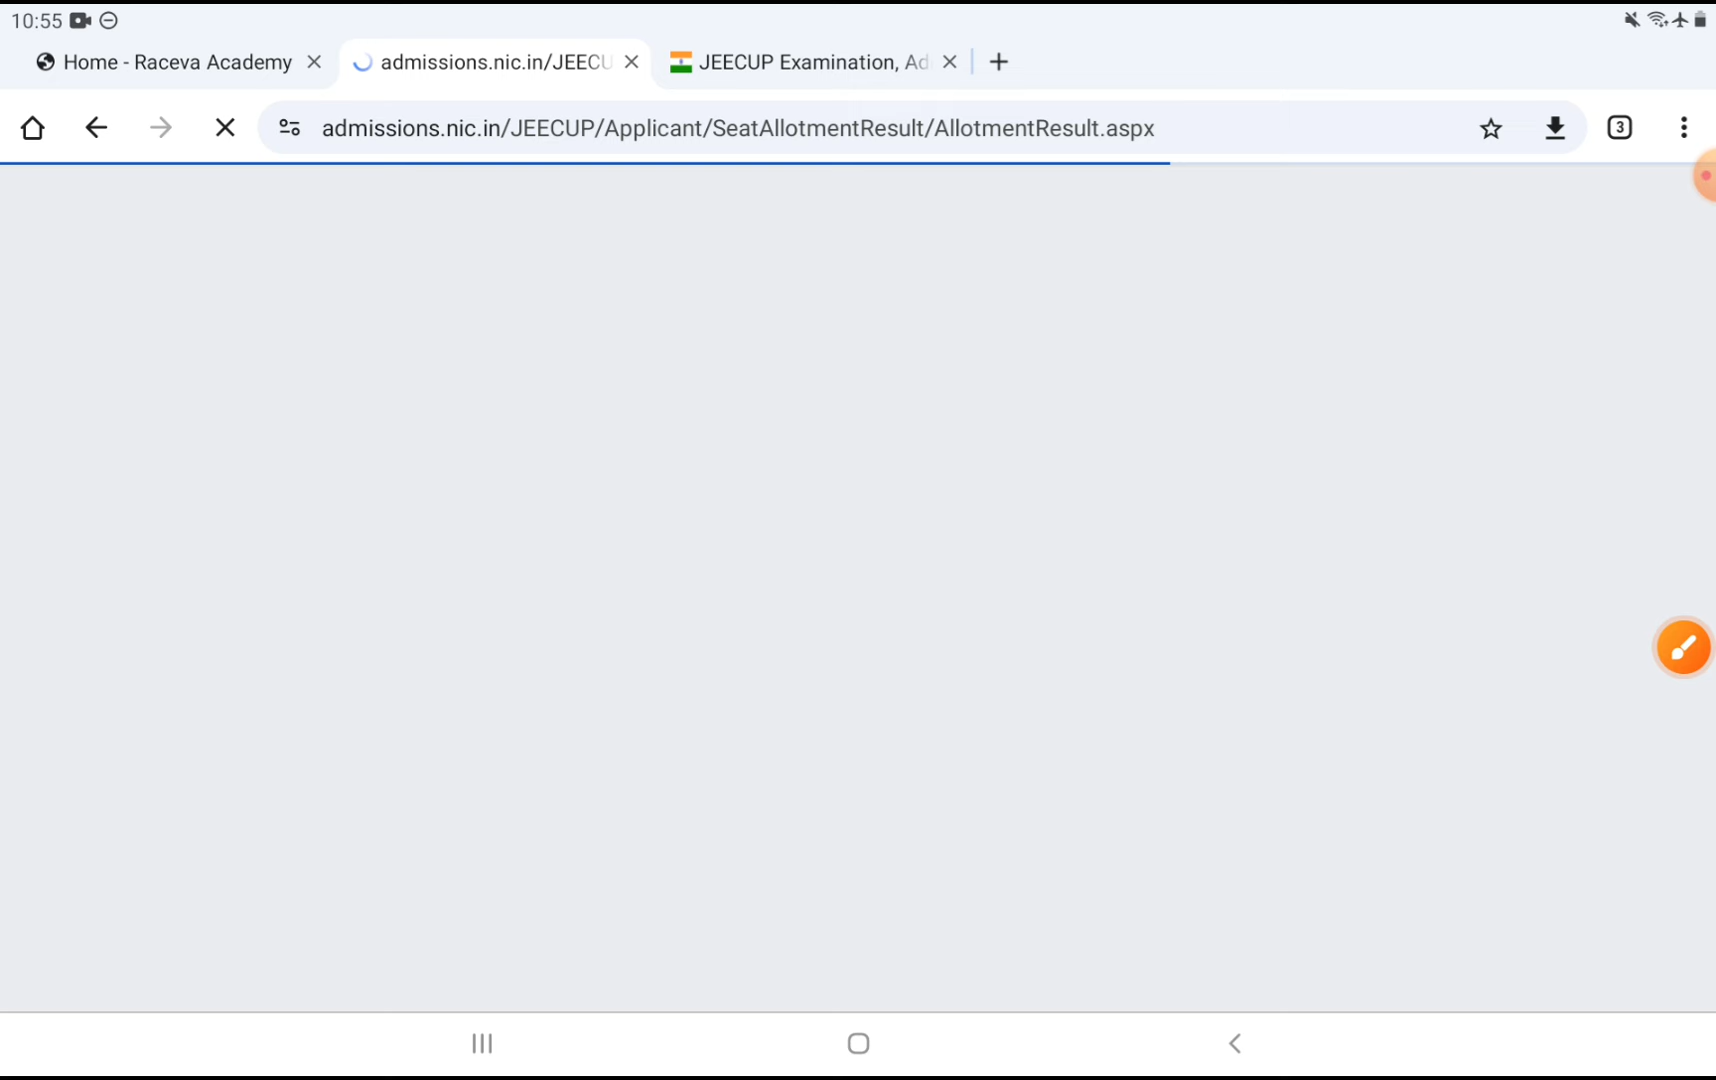 10:55
Home - Raceva Academy
admissions.nic.in/JEECU
JEECUP Examination, Ad
admissions.nic.in/JEECUP/Applicant/SeatAllotmentResult/AllotmentResult.aspx
3